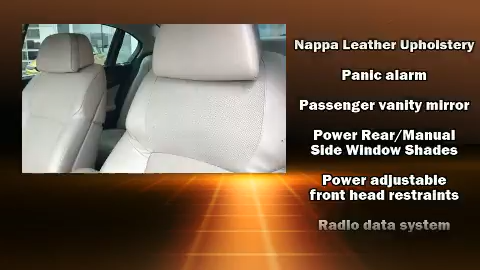 Nappa Leather Upholstery
Panic alarm
Passenger vanity mirror
Power Rear/Manual
Side Window Shades
Power adjustable
front head restraints
Radio data system